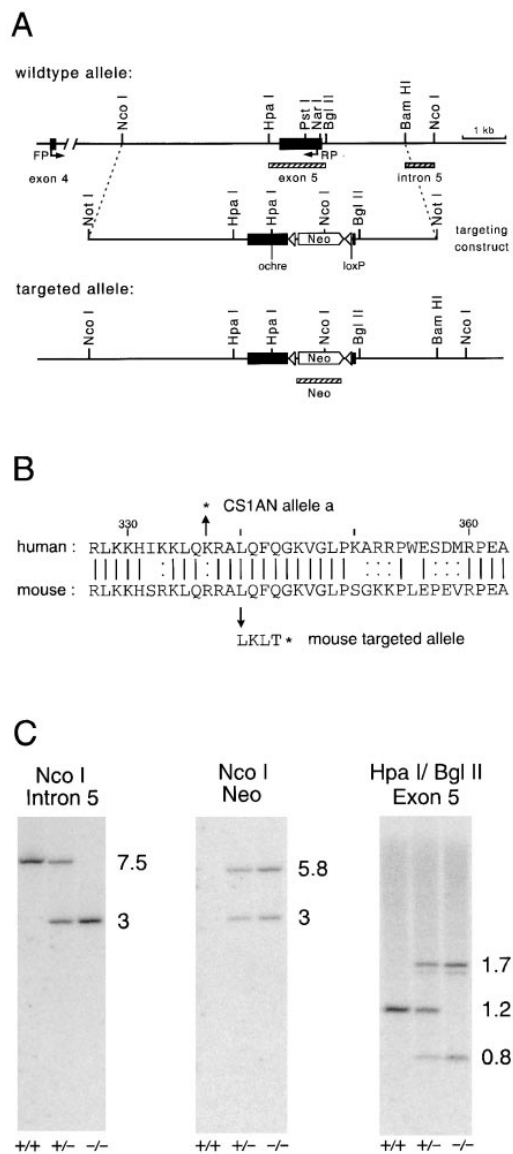 A
wildtype allele:
Nco I
Hpa I
Pst I
Nar I
Bgl II
Bam HI
Nco I
1 kb
FP
RP
exon 4
exon 5
intron 5
Not I
Hpa I
Hpa I
Nco I
Bgl II
Not I
Neo
targeting
construct
ochre
loxP
targeted allele:
Nco I
Hpa I
Hpa I
Nco I
Bgl II
Bam HI
Nco I
Neo
Neo
B
* CS1AN allele a
330
360
human : RLKKHIKKLQKRALQFQGKVGLPKARRPWESDMRPEA
mouse : RLKKHSRKLQRRALQFQGKVGLPSGKKPLEPEVRPEA
LKLT* mouse targeted allele
C
Nco I
Intron 5
7.5
3
+/+ +/− −/−
Nco I
Neo
5.8
3
+/+ +/− −/−
Hpa I/ Bgl II
Exon 5
1.7
1.2
0.8
+/+ +/− −/−